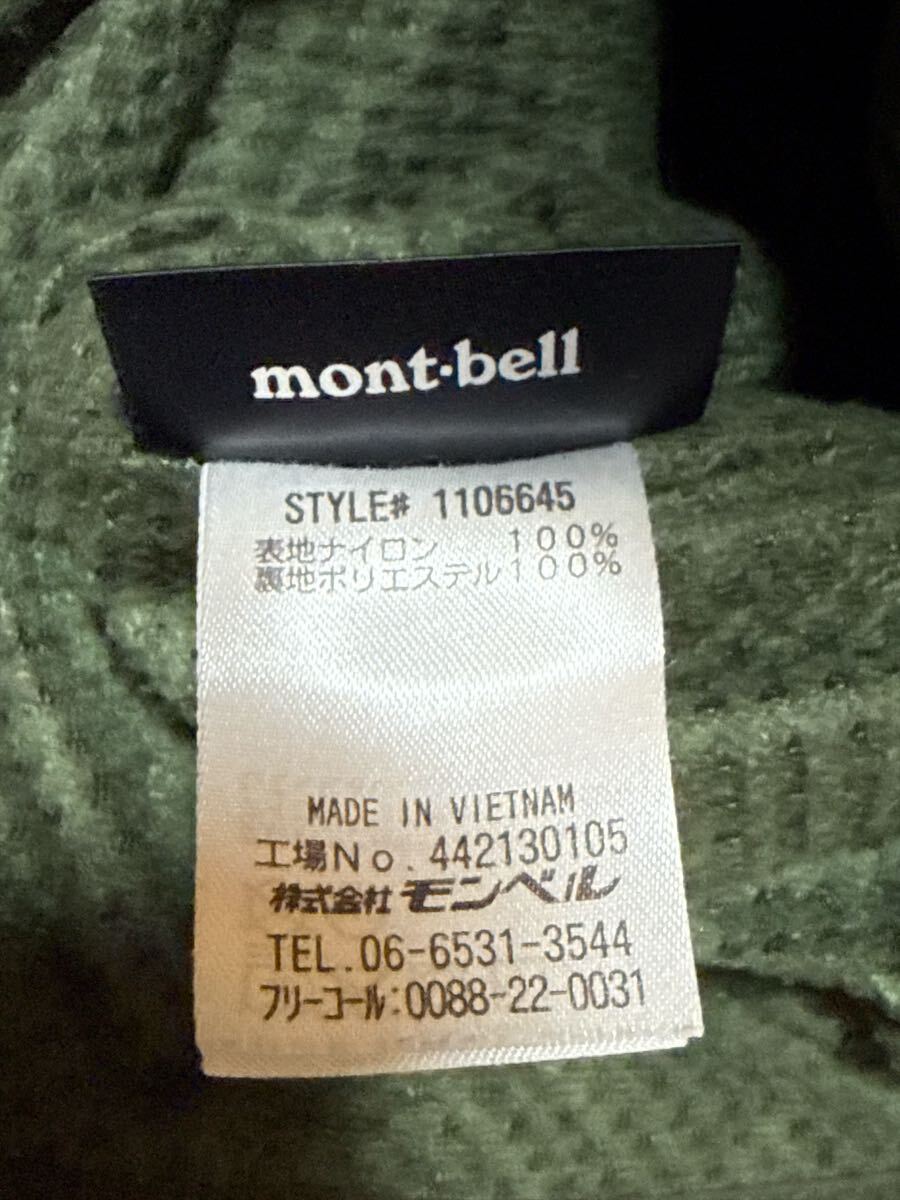 mont·bell
STYLE# 1106645
表地ナイロン 100%
裏地ポリエステル100%
MADE IN VIETNAM
工場No.442130105
株式会社モンベル
TEL.06-6531-3544
フリーコール:0088-22-0031